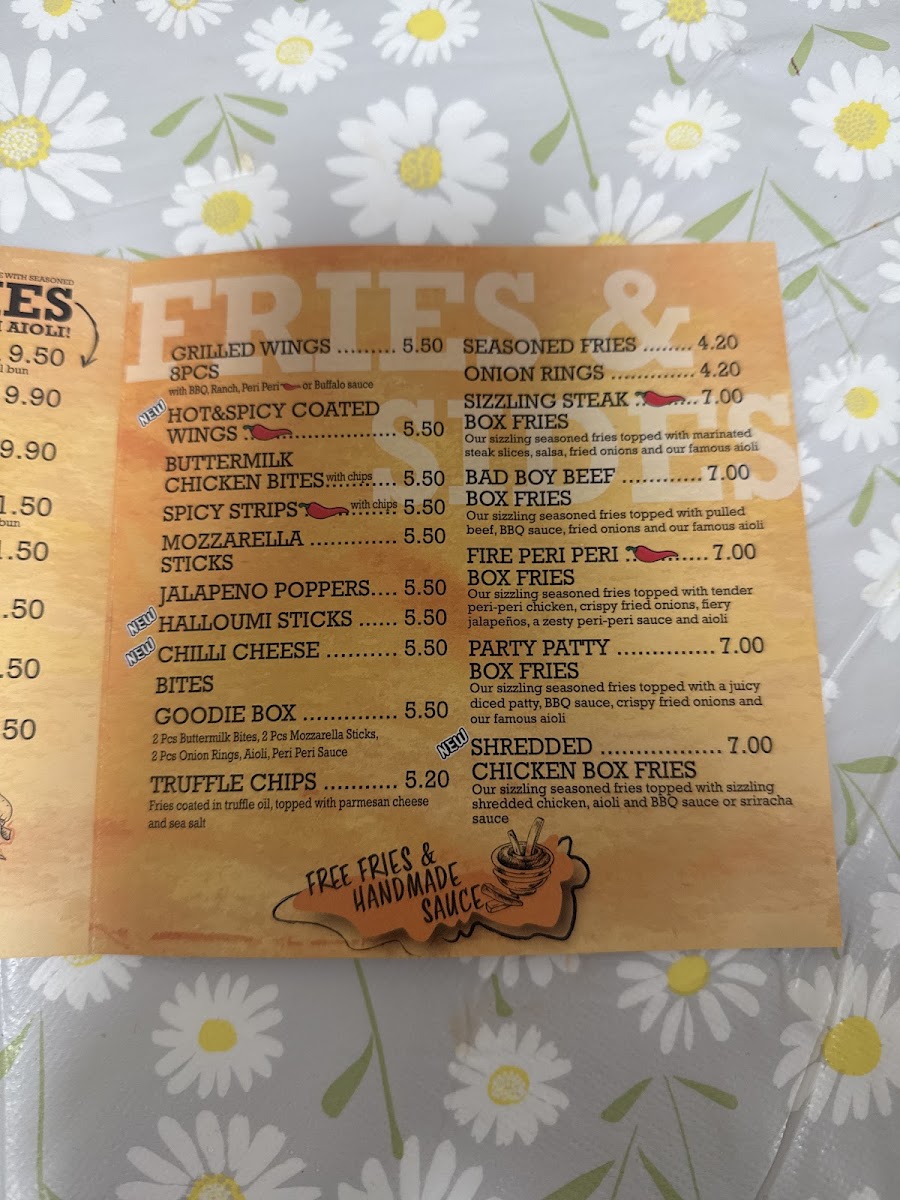 E WITH SEASONED
IES
I AIOLI!
9.50
l bun
9.90
9.90
1.50
bun
1.50
.50
.50
50
FRIES &
SIDES
GRILLED WINGS ......... 5.50
8PCS
with BBQ, Ranch, Peri Peri or Buffalo sauce
NEW
HOT&SPICY COATED
WINGS ..................... 5.50
BUTTERMILK
CHICKEN BITES with chips .......... 5.50
SPICY STRIPS with chips ........ 5.50
MOZZARELLA ............. 5.50
STICKS
JALAPENO POPPERS.... 5.50
NEW
HALLOUMI STICKS ...... 5.50
NEW
CHILLI CHEESE .......... 5.50
BITES
GOODIE BOX .............. 5.50
2 Pcs Buttermilk Bites, 2 Pcs Mozzarella Sticks,
2 Pcs Onion Rings, Aioli, Peri Peri Sauce
TRUFFLE CHIPS ........... 5.20
Fries coated in truffle oil, topped with parmesan cheese
and sea salt
SEASONED FRIES ........ 4.20
ONION RINGS ............. 4.20
SIZZLING STEAK ..... 7.00
BOX FRIES
Our sizzling seasoned fries topped with marinated
steak slices, salsa, fried onions and our famous aioli
BAD BOY BEEF ............ 7.00
BOX FRIES
Our sizzling seasoned fries topped with pulled
beef, BBQ sauce, fried onions and our famous aioli
FIRE PERI PERI ....... 7.00
BOX FRIES
Our sizzling seasoned fries topped with tender
peri-peri chicken, crispy fried onions, fiery
jalapeños, a zesty peri-peri sauce and aioli
PARTY PATTY .............. 7.00
BOX FRIES
Our sizzling seasoned fries topped with a juicy
diced patty, BBQ sauce, crispy fried onions and
our famous aioli
NEW
SHREDDED ................. 7.00
CHICKEN BOX FRIES
Our sizzling seasoned fries topped with sizzling
shredded chicken, aioli and BBQ sauce or sriracha
sauce
FREE FRIES &
HANDMADE
SAUCE